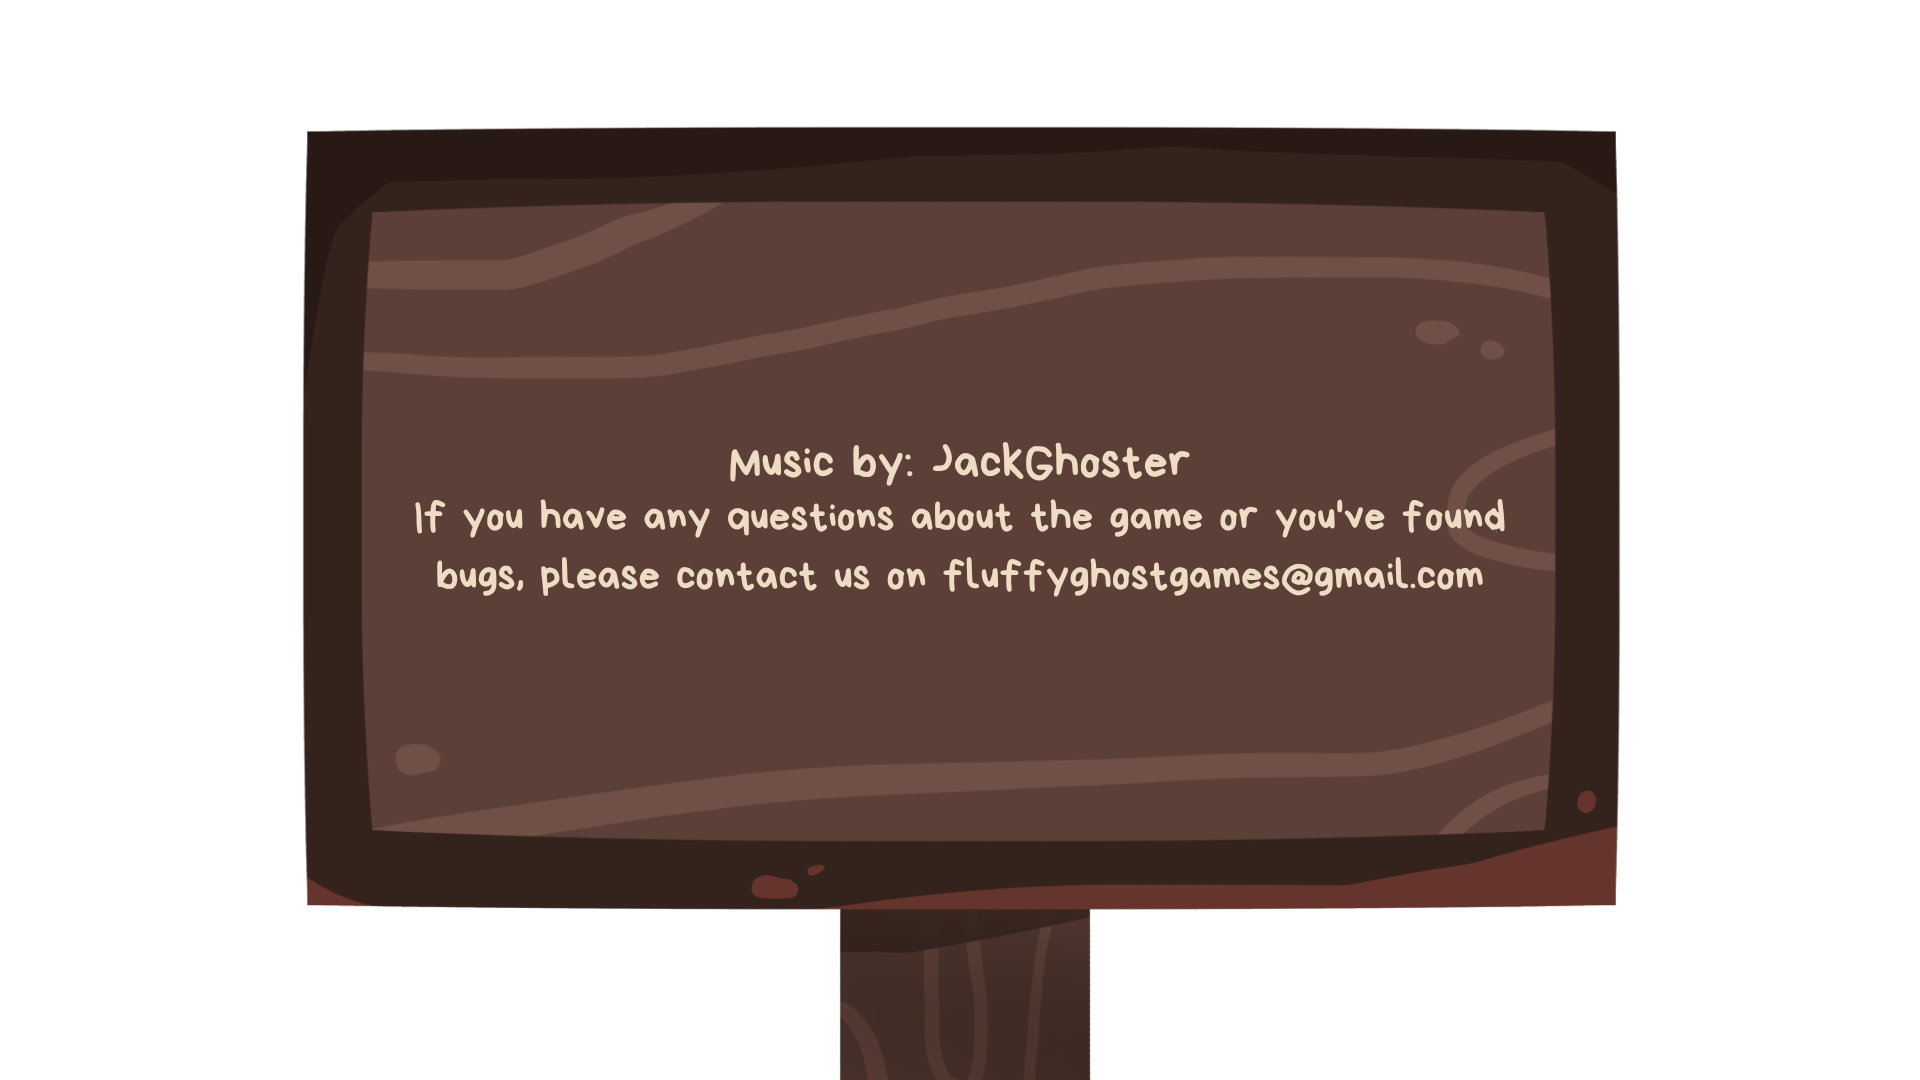 Music by: JackGhoster
If you have any questions about the game or you've found
bugs, please contact us on fluffyghostgames@gmail.com